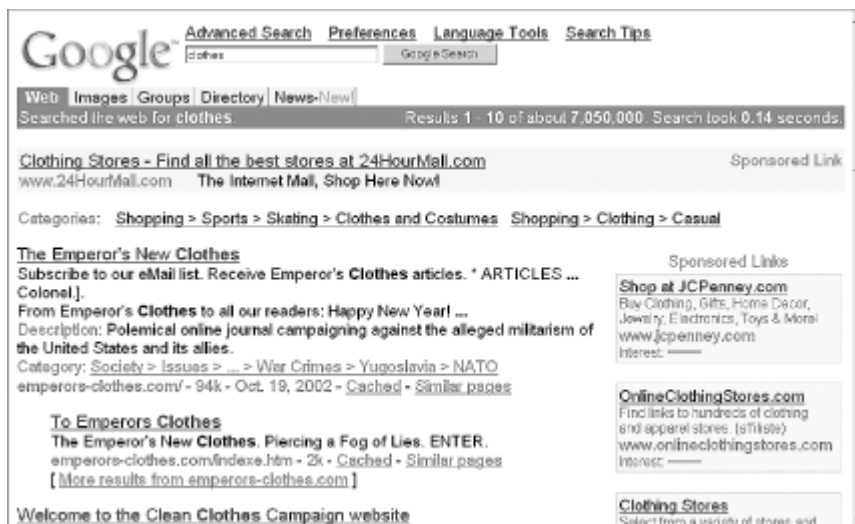 Google™
Advanced Search Preferences Language Tools Search Tips
clothes Google Search
Web Images Groups Directory News-New!
Searched the web for clothes. Results 1 - 10 of about 7,050,000. Search took 0.14 seconds.
Clothing Stores - Find all the best stores at 24HourMall.com Sponsored Link
www.24HourMall.com The Internet Mall, Shop Here Now!
Categories: Shopping > Sports > Skating > Clothes and Costumes Shopping > Clothing > Casual
The Emperor's New Clothes
Subscribe to our eMail list. Receive Emperor's Clothes articles. * ARTICLES ...
Colonel.].
From Emperor's Clothes to all our readers: Happy New Year! ...
Description: Polemical online journal campaigning against the alleged militarism of
the United States and its allies.
Category: Society > Issues > ... > War Crimes > Yugoslavia > NATO
emperors-clothes.com/ - 94k - Oct. 19, 2002 - Cached - Similar pages
To Emperors Clothes
The Emperor's New Clothes. Piercing a Fog of Lies. ENTER.
emperors-clothes.com/indexe.htm - 2k - Cached - Similar pages
[ More results from emperors-clothes.com ]
Welcome to the Clean Clothes Campaign website
Sponsored Links
Shop at JCPenney.com
Buy Clothing, Gifts, Home Decor,
Jewelry, Electronics, Toys & More!
www.jcpenney.com
Interest:
OnlineClothingStores.com
Find links to hundreds of clothing
and apparel stores. (affiliate)
www.onlineclothingstores.com
Interest:
Clothing Stores
Select from a variety of stores and